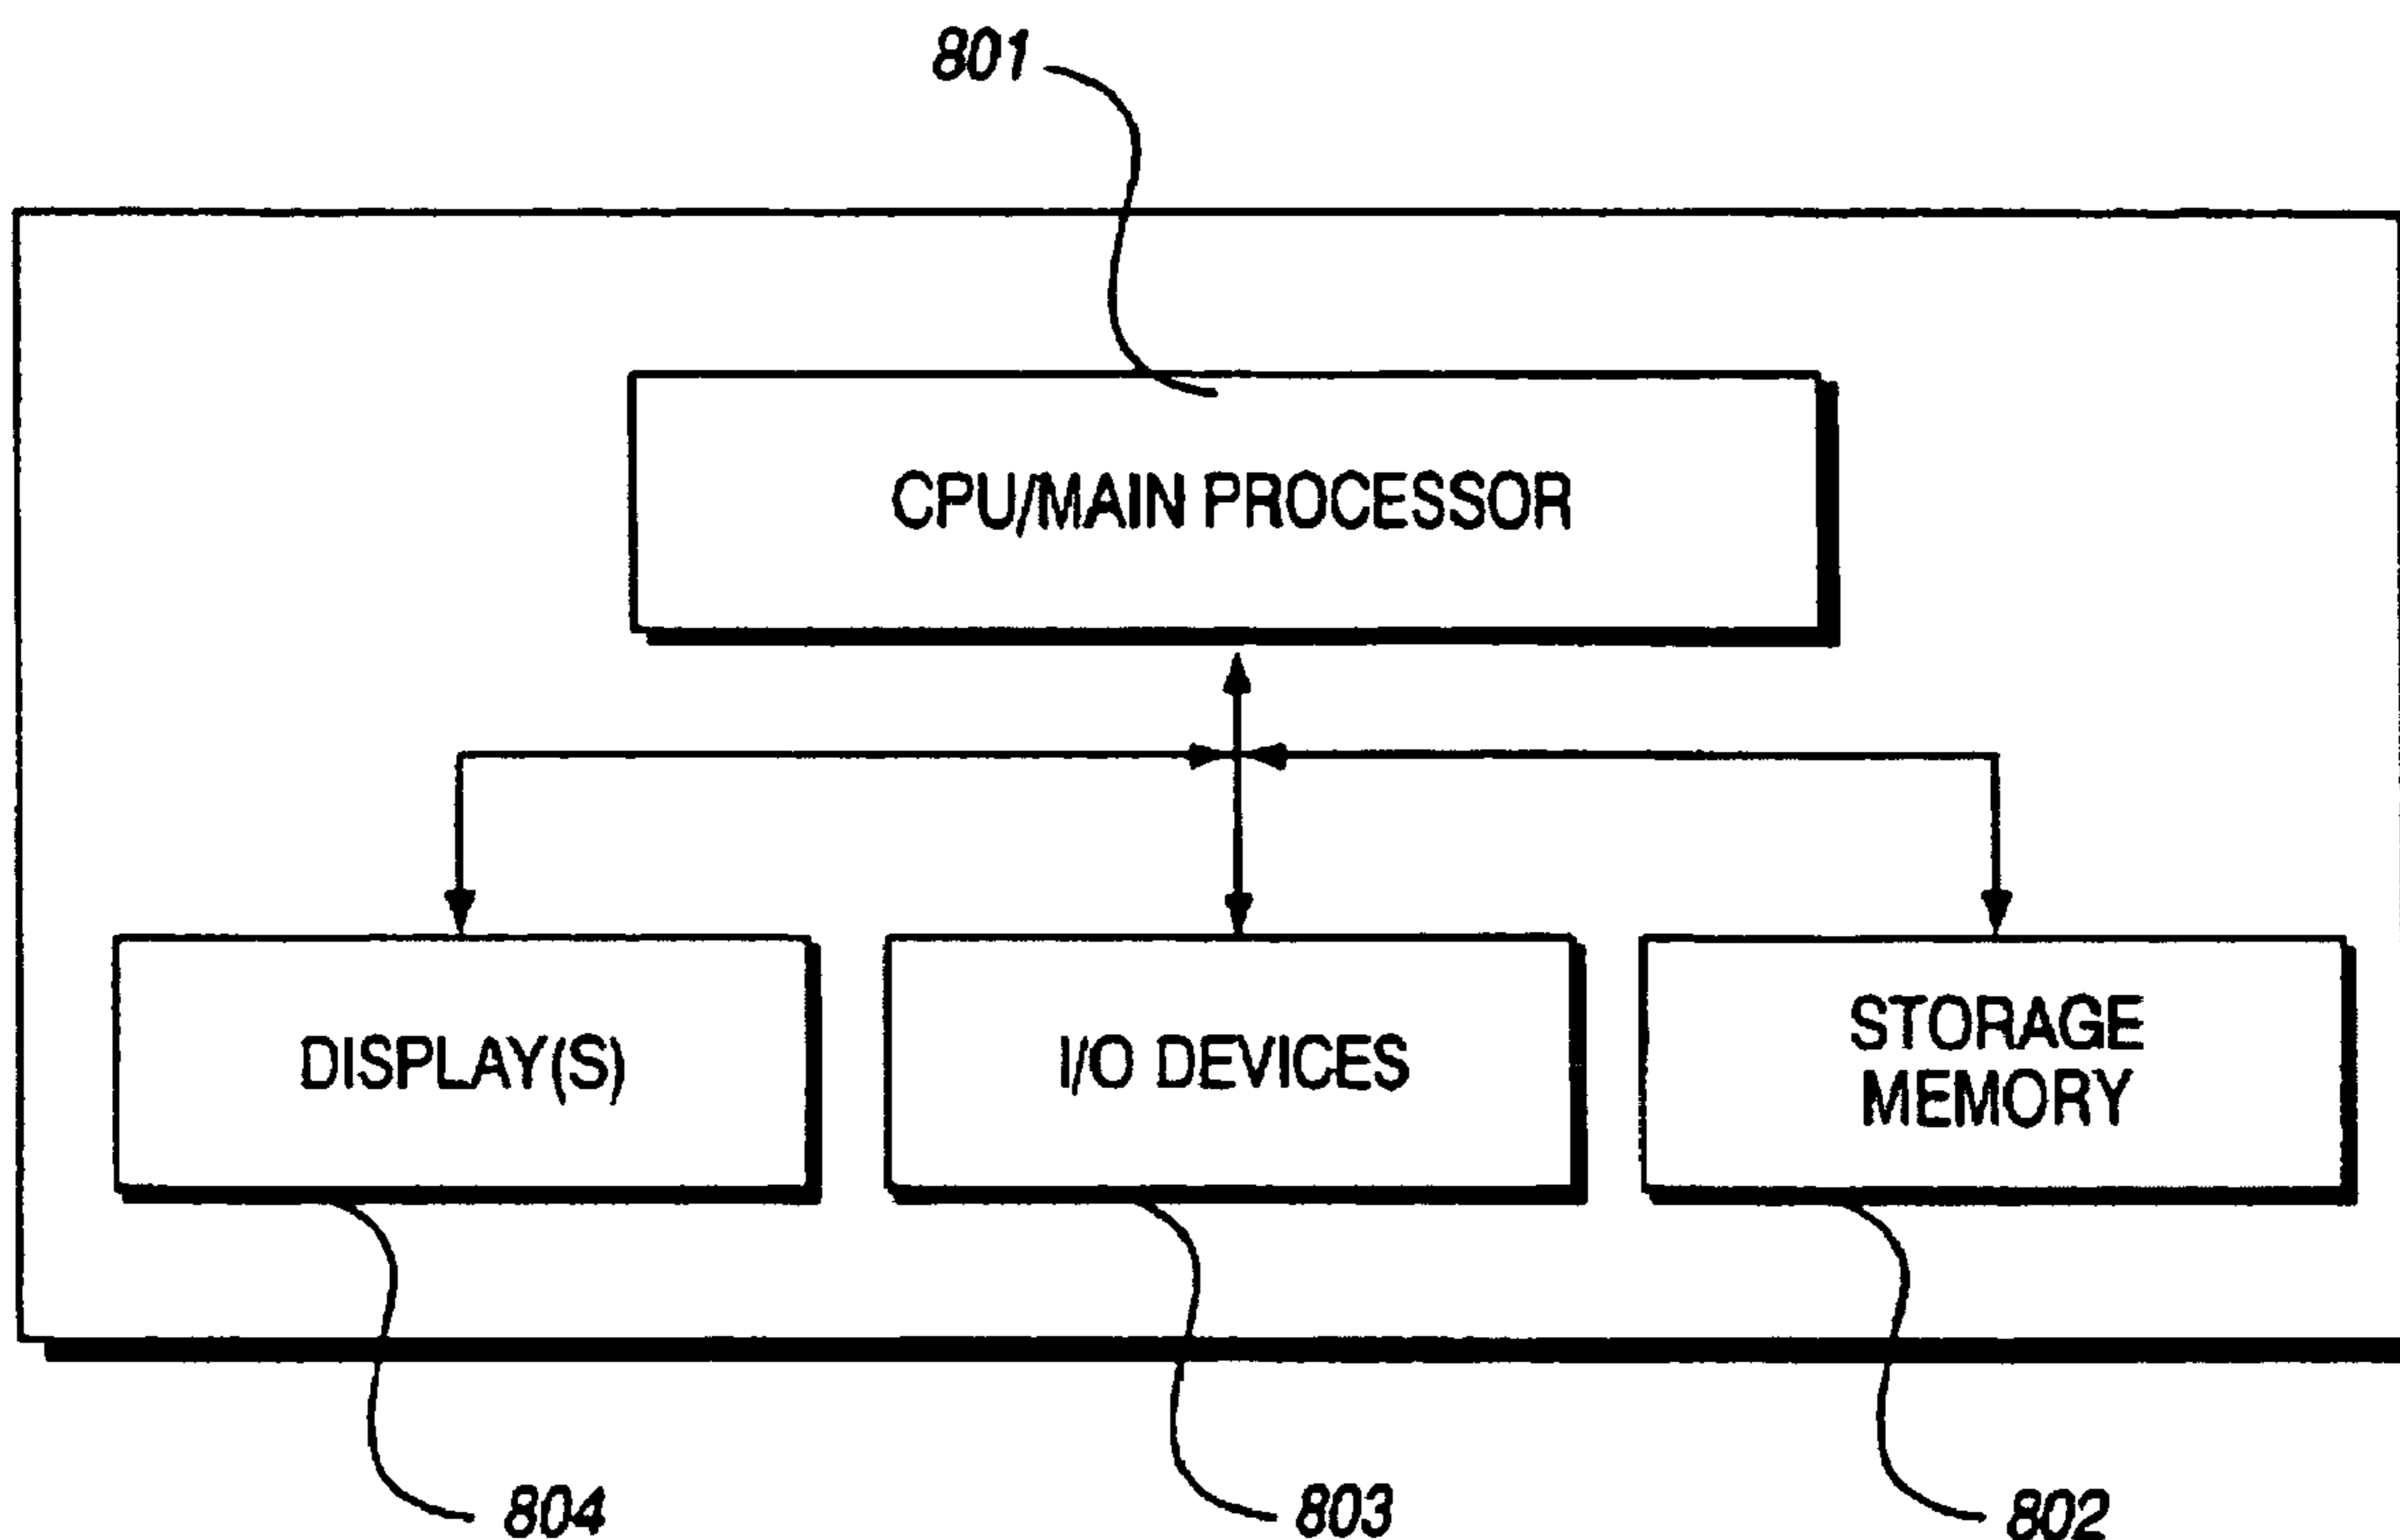 801
CPU/MAIN PROCESSOR
DISPLAY(S)
I/O DEVICES
STORAGE
MEMORY
804
803
802